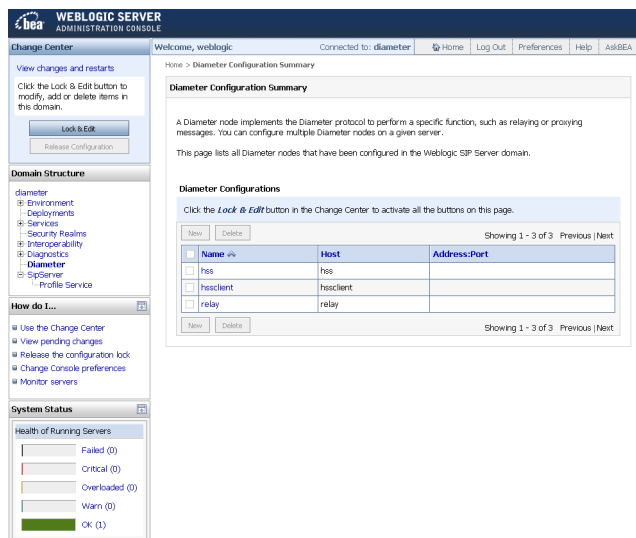 bea
WEBLOGIC SERVER
ADMINISTRATION CONSOLE
Change Center
View changes and restarts
Click the Lock & Edit button to
modify, add or delete items in
this domain.
Lock & Edit
Release Configuration
Domain Structure
diameter
Environment
Deployments
Services
Security Realms
Interoperability
Diagnostics
Diameter
SipServer
Profile Service
How do I...
Use the Change Center
View pending changes
Release the configuration lock
Change Console preferences
Monitor servers
System Status
Health of Running Servers
Failed (0)
Critical (0)
Overloaded (0)
Warn (0)
OK (1)
Welcome, weblogic Connected to: diameter Home Log Out Preferences Help AskBEA
Home > Diameter Configuration Summary
Diameter Configuration Summary
A Diameter node implements the Diameter protocol to perform a specific function, such as relaying or proxying
messages. You can configure multiple Diameter nodes on a given server.
This page lists all Diameter nodes that have been configured in the Weblogic SIP Server domain.
Diameter Configurations
Click the Lock & Edit button in the Change Center to activate all the buttons on this page.
New Delete Showing 1 - 3 of 3 Previous | Next
Name Host Address:Port
hss hss
hssclient hssclient
relay relay
New Delete Showing 1 - 3 of 3 Previous | Next